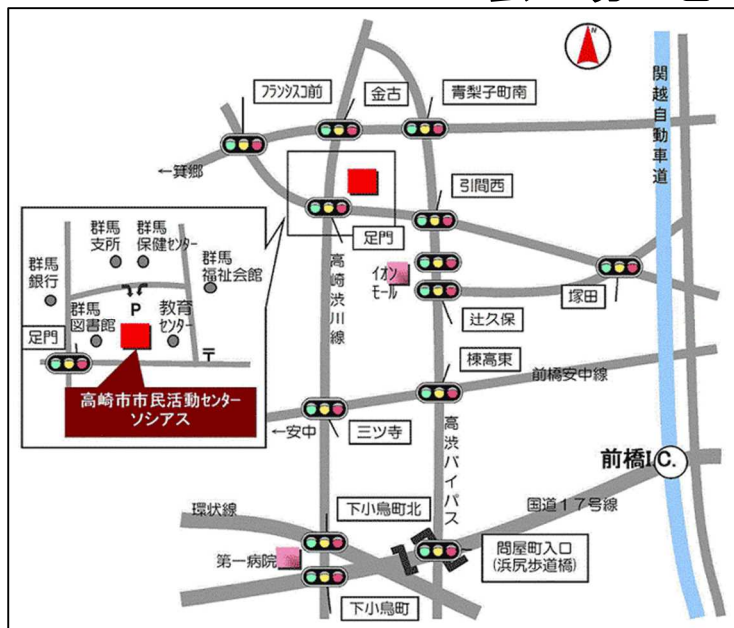 N
フランシスコ前
金古
青梨子町南
関越自動車道
←箕郷
引間西
足門
群馬
支所
群馬
保健センター
群馬
福祉会館
群馬
銀行
P
群馬
図書館
教育
センター
足門
〒
高崎市市民活動センター
ソシアス
高崎渋川線
イオン
モール
塚田
辻久保
棟高東
前橋安中線
←安中
三ツ寺
高渋バイパス
前橋I.C.
環状線
下小鳥町北
国道17号線
第一病院
問屋町入口
(浜尻歩道橋)
下小鳥町